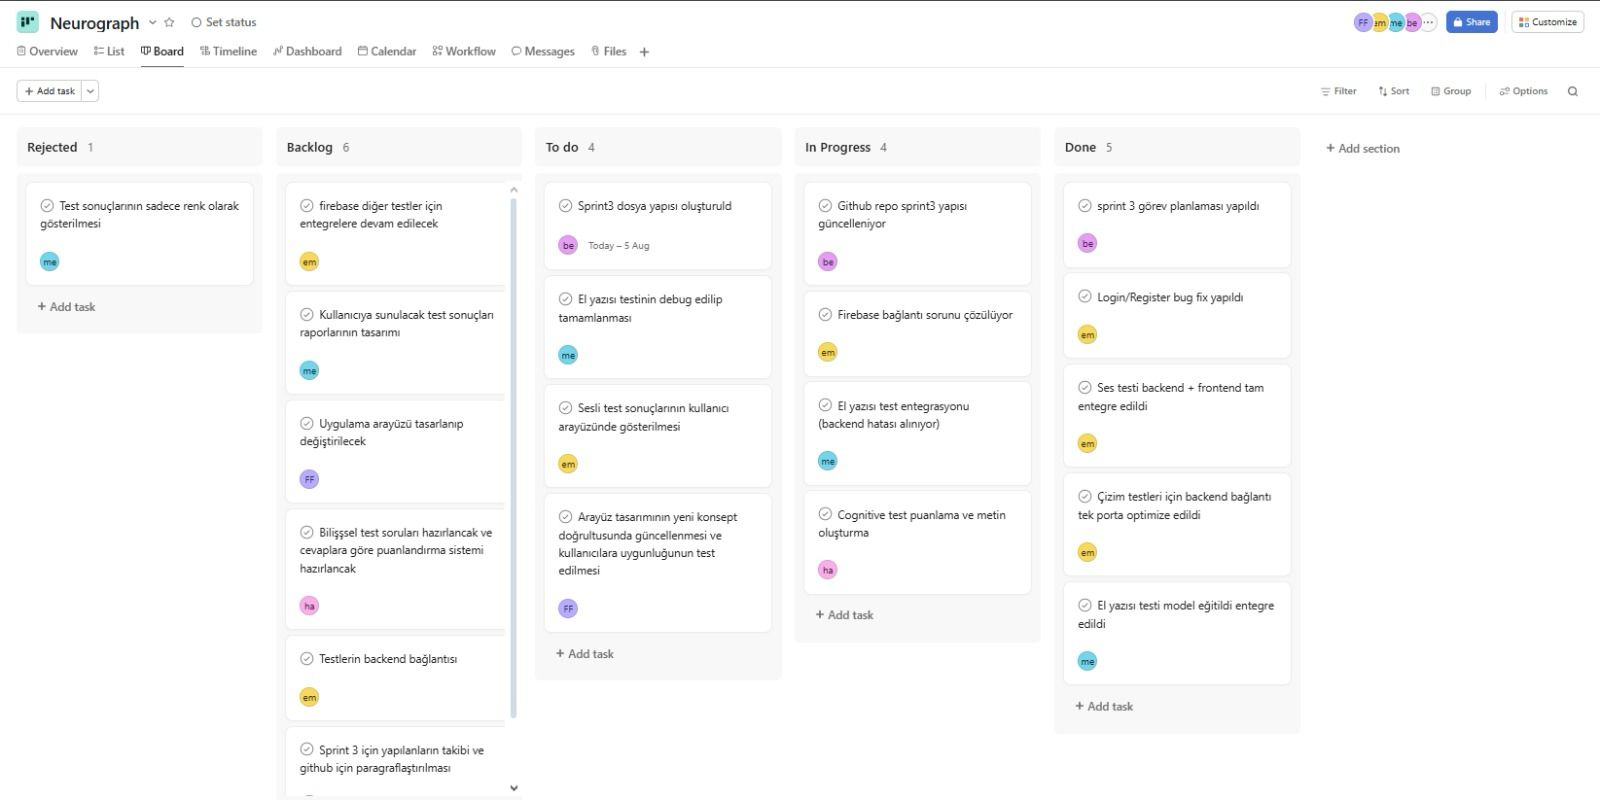 Neurograph
Set status
FF em me be ...
Share
Customize
Overview List Board Timeline Dashboard Calendar Workflow Messages Files +
+ Add task
Filter Sort Group Options
Rejected 1
Test sonuçlarının sadece renk olarak
gösterilmesi
me
+ Add task
Backlog 6
firebase diğer testler için
entegrelere devam edilecek
em
Kullanıcıya sunulacak test sonuçları
raporlarının tasarımı
me
Uygulama arayüzü tasarlanıp
değiştirilecek
FF
Bilişşsel test soruları hazırlancak ve
cevaplara göre puanlandırma sistemi
hazırlancak
ha
Testlerin backend bağlantısı
em
Sprint 3 için yapılanların takibi ve
github için paragraflaştırılması
To do 4
Sprint3 dosya yapısı oluşturuld
be Today – 5 Aug
El yazısı testinin debug edilip
tamamlanması
me
Sesli test sonuçlarının kullanıcı
arayüzünde gösterilmesi
em
Arayüz tasarımının yeni konsept
doğrultusunda güncellenmesi ve
kullanıcılara uygunluğunun test
edilmesi
FF
+ Add task
In Progress 4
Github repo sprint3 yapısı
güncelleniyor
be
Firebase bağlantı sorunu çözülüyor
em
El yazısı test entegrasyonu
(backend hatası alınıyor)
me
Cognitive test puanlama ve metin
oluşturma
ha
+ Add task
Done 5
sprint 3 görev planlaması yapıldı
be
Login/Register bug fix yapıldı
em
Ses testi backend + frontend tam
entegre edildi
em
Çizim testleri için backend bağlantı
tek porta optimize edildi
em
El yazısı testi model eğitildi entegre
edildi
me
+ Add task
+ Add section